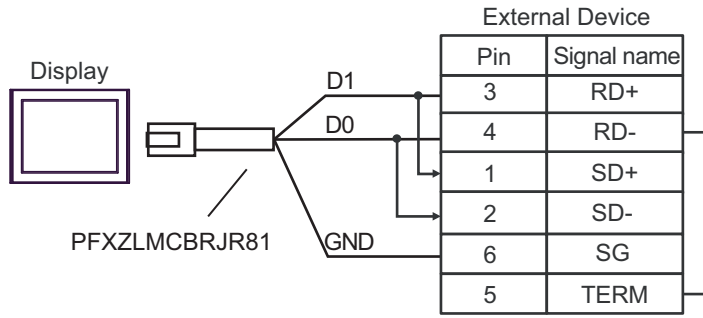 External Device
Display
Pin Signal name
D1
3 RD+
D0
4 RD-
1 SD+
2 SD-
PFXZLMCBRJR81
GND
6 SG
5 TERM